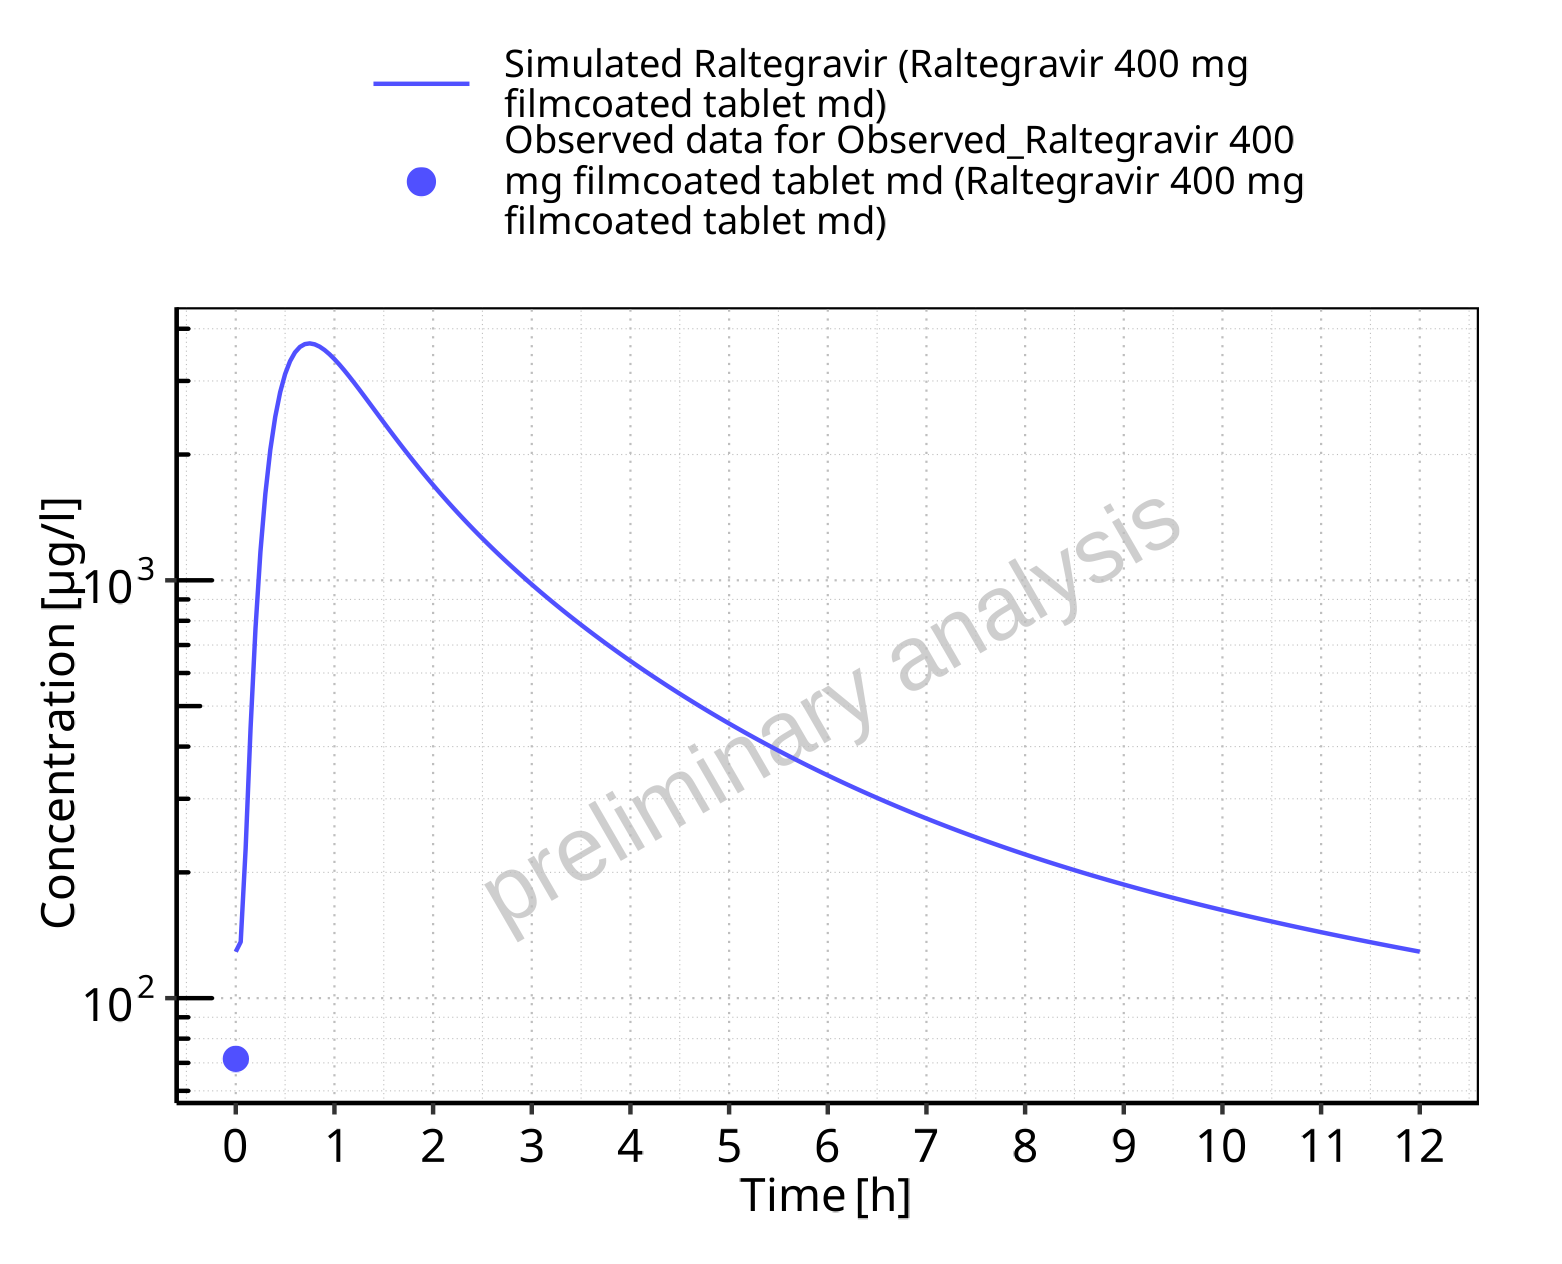 Simulated Raltegravir (Raltegravir 400 mg
filmcoated tablet md)
Observed data for Observed_Raltegravir 400
mg filmcoated tablet md (Raltegravir 400 mg
filmcoated tablet md)
Concentration [µg/l]
10³
10²
preliminary analysis
0 1 2 3 4 5 6 7 8 9 10 11 12
Time [h]